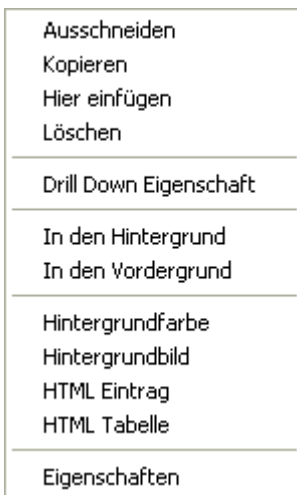 Ausschneiden
Kopieren
Hier einfügen
Löschen
Drill Down Eigenschaft
In den Hintergrund
In den Vordergrund
Hintergrundfarbe
Hintergrundbild
HTML Eintrag
HTML Tabelle
Eigenschaften